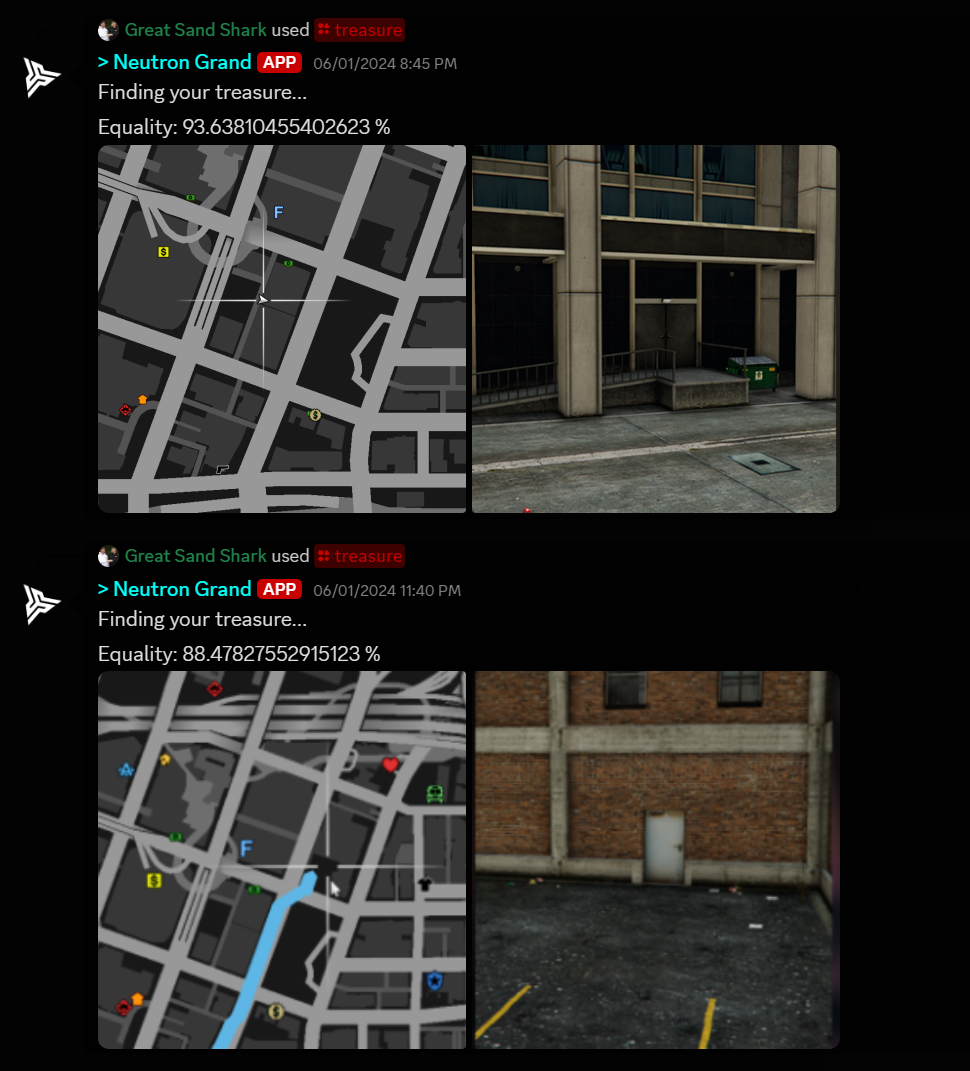 Great Sand Shark used treasure
> Neutron Grand APP 06/01/2024 8:45 PM
Finding your treasure...
Equality: 93.63810455402623 %
F
$
$
Great Sand Shark used treasure
> Neutron Grand APP 06/01/2024 11:40 PM
Finding your treasure...
Equality: 88.47827552915123 %
F
$
$